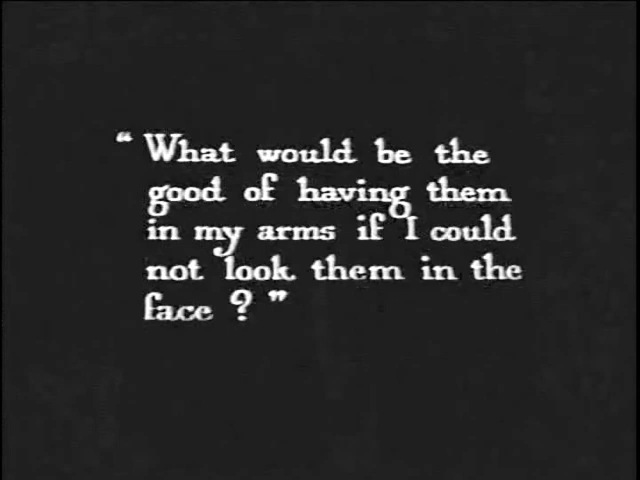 “ What would be the
good of having them
in my arms if I could
not look them in the
face ? ”